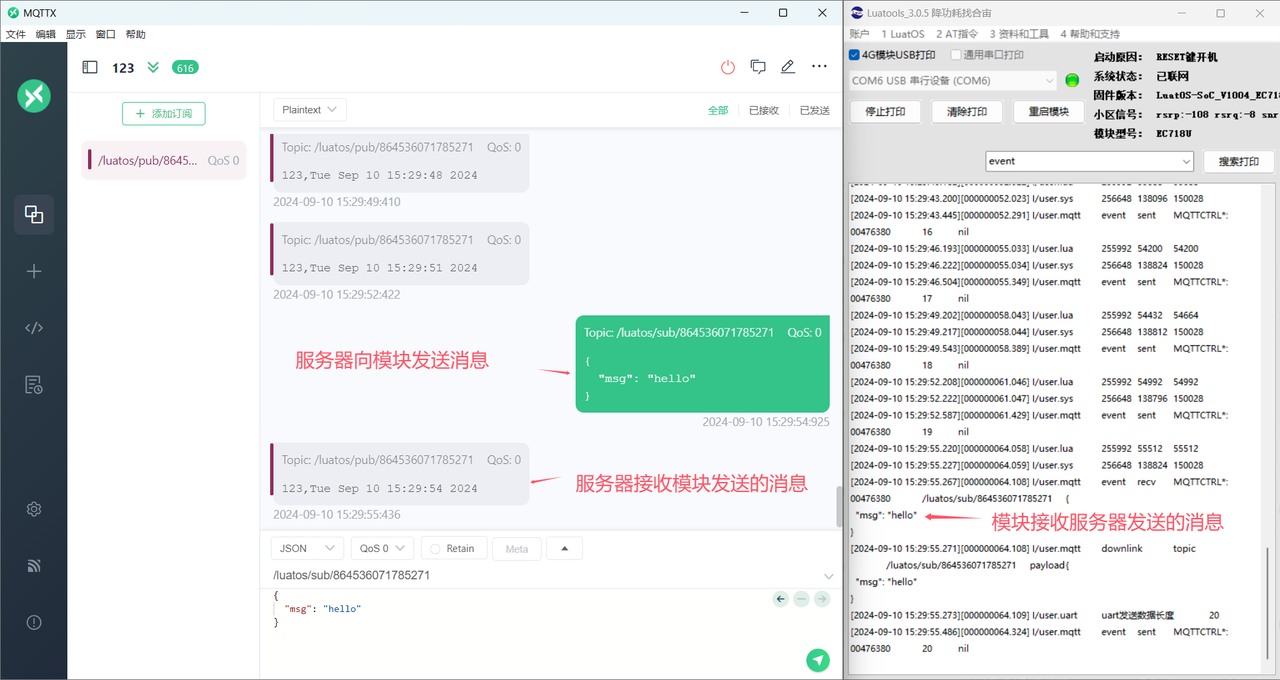 MQTTX
文件 编辑 显示 窗口 帮助
123 616
+ 添加订阅
/luatos/pub/8645... QoS 0
Plaintext
全部 已接收 已发送
Topic: /luatos/pub/864536071785271 QoS: 0
123,Tue Sep 10 15:29:48 2024
2024-09-10 15:29:49:410
Topic: /luatos/pub/864536071785271 QoS: 0
123,Tue Sep 10 15:29:51 2024
2024-09-10 15:29:52:422
Topic: /luatos/sub/864536071785271 QoS: 0
{
"msg": "hello"
}
2024-09-10 15:29:54:925
服务器向模块发送消息
Topic: /luatos/pub/864536071785271 QoS: 0
123,Tue Sep 10 15:29:54 2024
2024-09-10 15:29:55:436
服务器接收模块发送的消息
JSON QoS 0 Retain Meta
/luatos/sub/864536071785271
{
"msg": "hello"
}
Luatools_3.0.5 降功耗找合宙
账户 1 LuatOS 2 AT指令 3 资料和工具 4 帮助和支持
4G模块USB打印 通用串口打印
COM6 USB 串行设备 (COM6)
停止打印 清除打印 重启模块
启动原因: RESET键开机
系统状态: 已联网
固件版本: LuatOS-SoC_V1004_EC718
小区信号: rsrp:-108 rsrq:-8 snr
模块型号: EC718U
event 搜索打印
[2024-09-10 15:29:43.200][000000052.023] I/user.sys 256648 138096 150028
[2024-09-10 15:29:43.445][000000052.291] I/user.mqtt event sent MQTTCTRL*:
00476380 16 nil
[2024-09-10 15:29:46.193][000000055.033] I/user.lua 255992 54200 54200
[2024-09-10 15:29:46.222][000000055.034] I/user.sys 256648 138824 150028
[2024-09-10 15:29:46.504][000000055.349] I/user.mqtt event sent MQTTCTRL*:
00476380 17 nil
[2024-09-10 15:29:49.202][000000058.043] I/user.lua 255992 54432 54664
[2024-09-10 15:29:49.217][000000058.044] I/user.sys 256648 138812 150028
[2024-09-10 15:29:49.543][000000058.389] I/user.mqtt event sent MQTTCTRL*:
00476380 18 nil
[2024-09-10 15:29:52.208][000000061.046] I/user.lua 255992 54992 54992
[2024-09-10 15:29:52.222][000000061.047] I/user.sys 256648 138796 150028
[2024-09-10 15:29:52.587][000000061.429] I/user.mqtt event sent MQTTCTRL*:
00476380 19 nil
[2024-09-10 15:29:55.220][000000064.058] I/user.lua 255992 55512 55512
[2024-09-10 15:29:55.227][000000064.059] I/user.sys 256648 138824 150028
[2024-09-10 15:29:55.267][000000064.108] I/user.mqtt event recv MQTTCTRL*:
00476380 /luatos/sub/864536071785271 {
"msg": "hello"
}
模块接收服务器发送的消息
[2024-09-10 15:29:55.271][000000064.108] I/user.mqtt downlink topic
/luatos/sub/864536071785271 payload{
"msg": "hello"
}
[2024-09-10 15:29:55.273][000000064.109] I/user.uart uart发送数据长度 20
[2024-09-10 15:29:55.486][000000064.324] I/user.mqtt event sent MQTTCTRL*:
00476380 20 nil